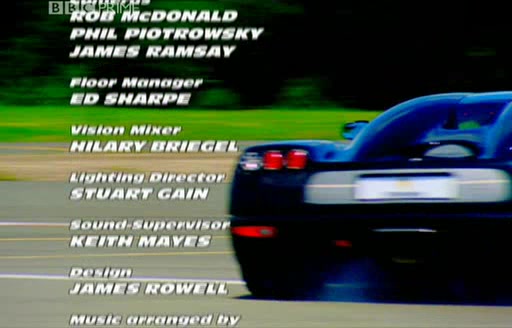 BBC PRIME
ROB McDONALD
PHIL PIOTROWSKY
JAMES RAMSAY
Floor Manager
ED SHARPE
Vision Mixer
HILARY BRIEGEL
Lighting Director
STUART GAIN
Sound-Supervisor
KEITH MAYES
Design
JAMES ROWELL
Music arranged by